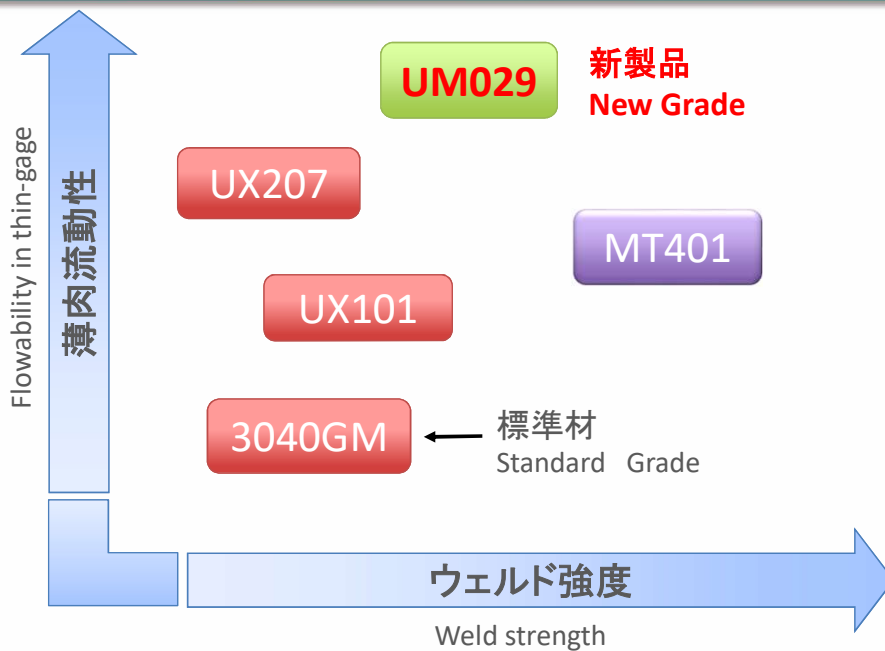 UM029
新製品
New Grade
UX207
MT401
UX101
3040GM
標準材
Standard Grade
Flowability in thin-gage
薄肉流動性
ウェルド強度
Weld strength